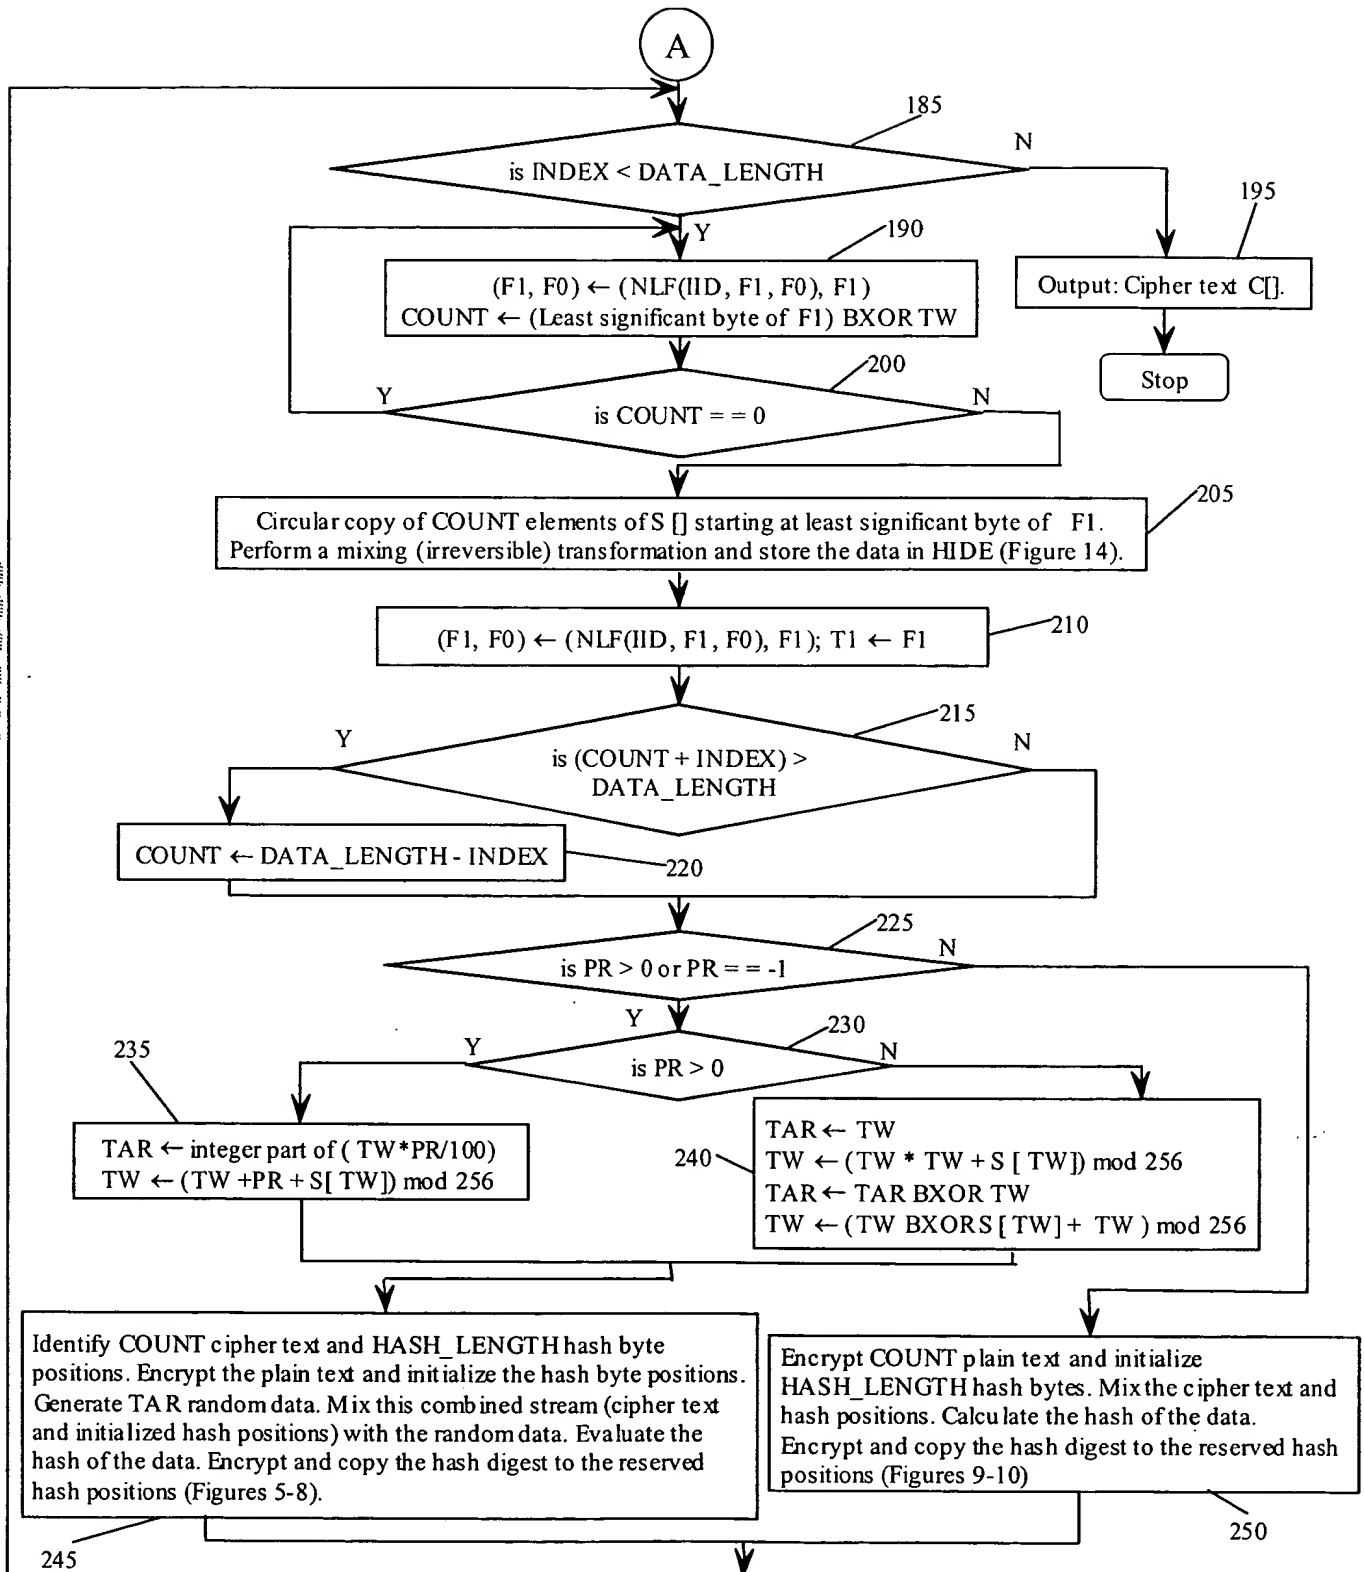 A
185
N
is INDEX < DATA_LENGTH
195
Y
190
(F1, F0) ← (NLF(IID, F1, F0), F1)
COUNT ← (Least significant byte of F1) BXOR TW
Output: Cipher text C[].
200
Stop
Y
N
is COUNT = = 0
205
Circular copy of COUNT elements of S [] starting at least significant byte of F1.
Perform a mixing (irreversible) transformation and store the data in HIDE (Figure 14).
210
(F1, F0) ← (NLF(IID, F1, F0), F1); T1 ← F1
215
Y
N
is (COUNT + INDEX) >
DATA_LENGTH
COUNT ← DATA_LENGTH - INDEX
220
225
N
is PR > 0 or PR = = -1
Y
230
235
Y
N
is PR > 0
TAR ← integer part of ( TW*PR/100)
TW ← (TW +PR + S[ TW]) mod 256
240
TAR ← TW
TW ← (TW * TW + S [ TW]) mod 256
TAR ← TAR BXOR TW
TW ← (TW BXORS [ TW] + TW ) mod 256
Identify COUNT cipher text and HASH_LENGTH hash byte
positions. Encrypt the plain text and initialize the hash byte positions.
Generate TAR random data. Mix this combined stream (cipher text
and initialized hash positions) with the random data. Evaluate the
hash of the data. Encrypt and copy the hash digest to the reserved
hash positions (Figures 5-8).
Encrypt COUNT plain text and initialize
HASH_LENGTH hash bytes. Mix the cipher text and
hash positions. Calculate the hash of the data.
Encrypt and copy the hash digest to the reserved hash
positions (Figures 9-10)
245
250